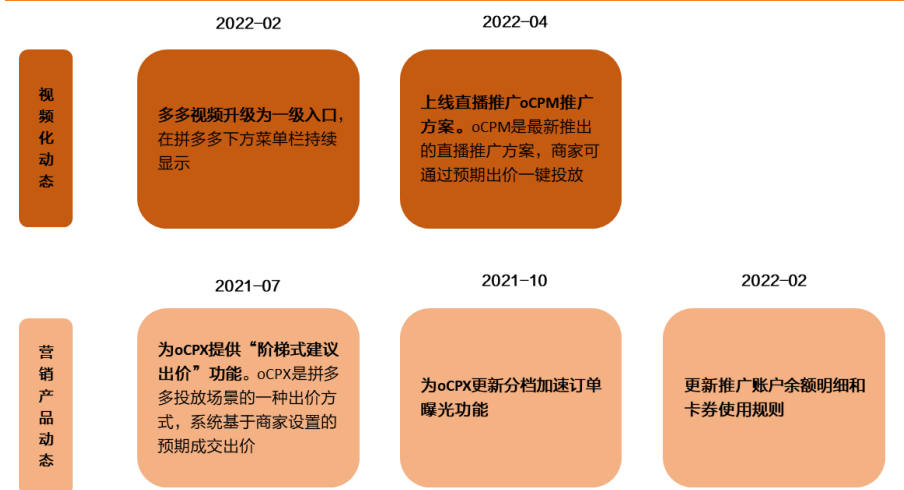 2022-02
2022-04
视
频
化
动
态
多多视频升级为一级入口，
在拼多多下方菜单栏持续
显示
上线直播推广oCPM推广
方案。oCPM是最新推出
的直播推广方案，商家可
通过预期出价一键投放
2021-07
2021-10
2022-02
营
销
产
品
动
态
为oCPX提供“阶梯式建议
出价”功能。oCPX是拼多
多投放场景的一种出价方
式，系统基于商家设置的
预期成交出价
为oCPX更新分档加速订单
曝光功能
更新推广账户余额明细和
卡券使用规则